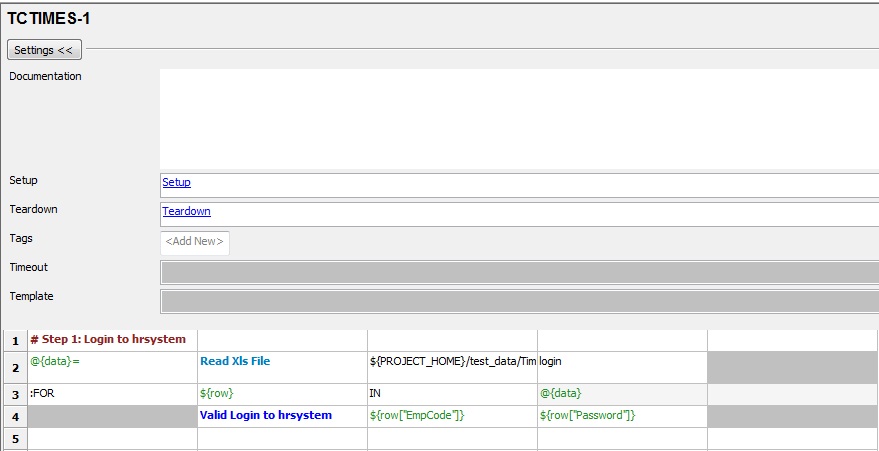 TCTIMES-1
Settings <<
Documentation
Setup Setup
Teardown Teardown
Tags <Add New>
Timeout
Template
1 # Step 1: Login to hrsystem
2 @{data}= Read Xls File ${PROJECT_HOME}/test_data/Tim login
3 :FOR ${row} IN @{data}
4 Valid Login to hrsystem ${row["EmpCode"]} ${row["Password"]}
5